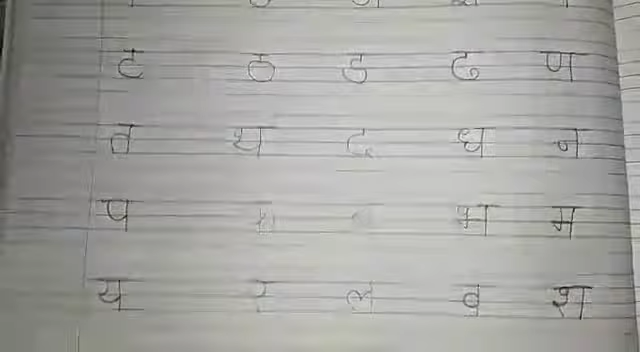 ट ठ ड ढ ण
त थ द ध न
प भ म
य र ल व श